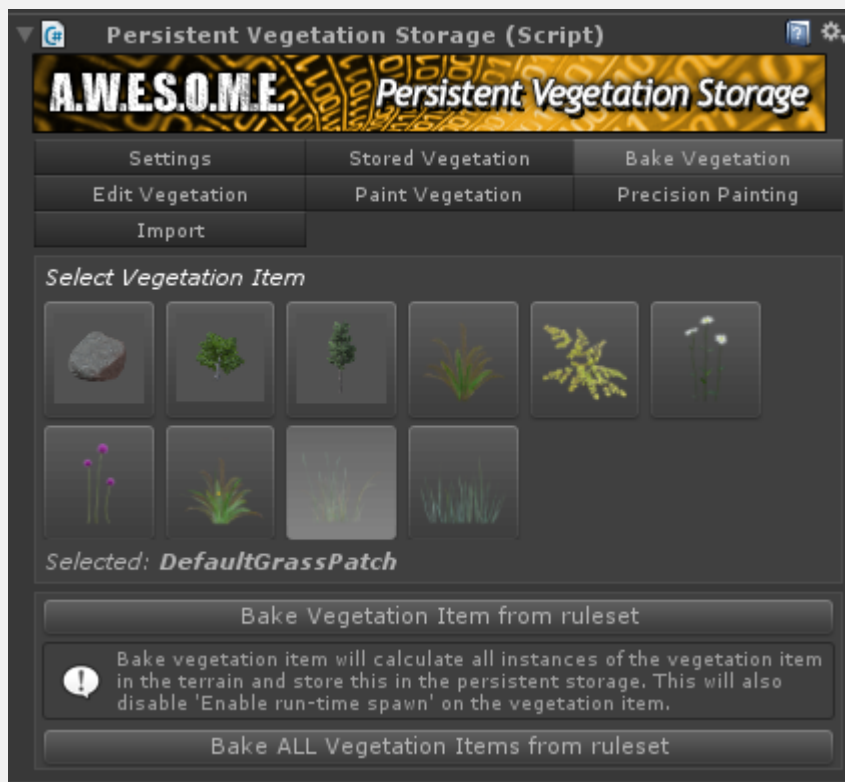 Persistent Vegetation Storage (Script)
A.W.E.S.O.M.E. Persistent Vegetation Storage
Settings Stored Vegetation Bake Vegetation
Edit Vegetation Paint Vegetation Precision Painting
Import
Select Vegetation Item
Selected: DefaultGrassPatch
Bake Vegetation Item from ruleset
Bake vegetation item will calculate all instances of the vegetation item
in the terrain and store this in the persistent storage. This will also
disable 'Enable run-time spawn' on the vegetation item.
Bake ALL Vegetation Items from ruleset